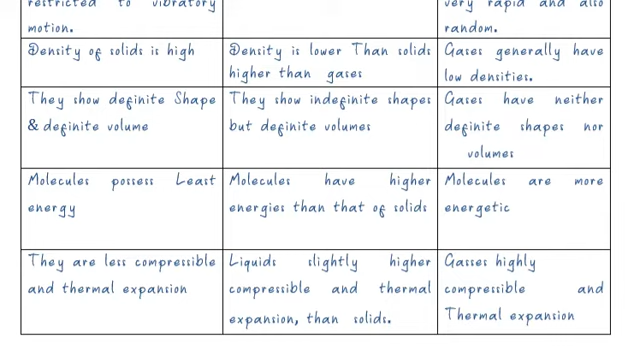 restricted to vibratory
motion.
very rapid and also
random.
Density of solids is high
Density is lower Than solids
higher than gases
Gases generally have
low densities.
They show definite Shape
& definite volume
They show indefinite shapes
but definite volumes
Gases have neither
definite shapes nor
volumes
Molecules possess Least
energy
Molecules have higher
energies than that of solids
Molecules are more
energetic
They are less compressible
and thermal expansion
Liquids slightly higher
compressible and thermal
expansion, than solids.
Gasses highly
compressible and
Thermal expansion